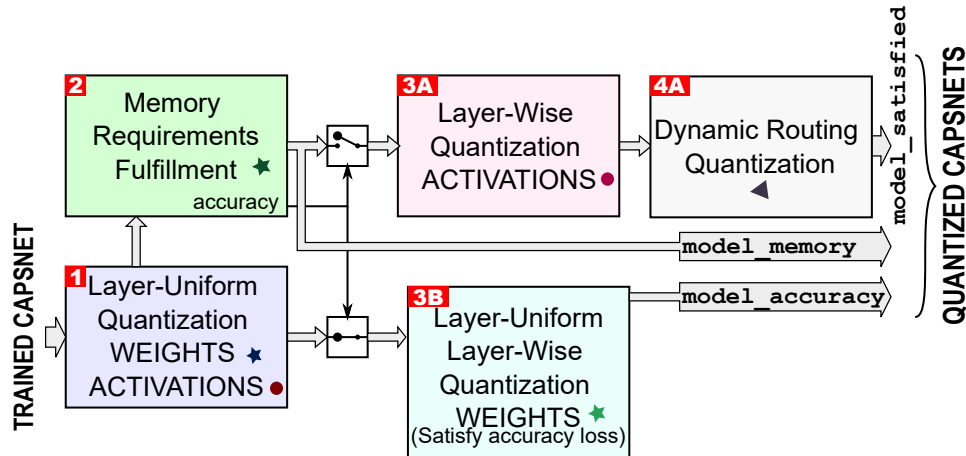 TRAINED CAPSNET
1
Layer-Uniform
Quantization
WEIGHTS
ACTIVATIONS
2
Memory
Requirements
Fulfillment
accuracy
3A
Layer-Wise
Quantization
ACTIVATIONS
4A
Dynamic Routing
Quantization
3B
Layer-Uniform
Layer-Wise
Quantization
WEIGHTS
(Satisfy accuracy loss)
model_satisfied
model_memory
model_accuracy
QUANTIZED CAPSNETS